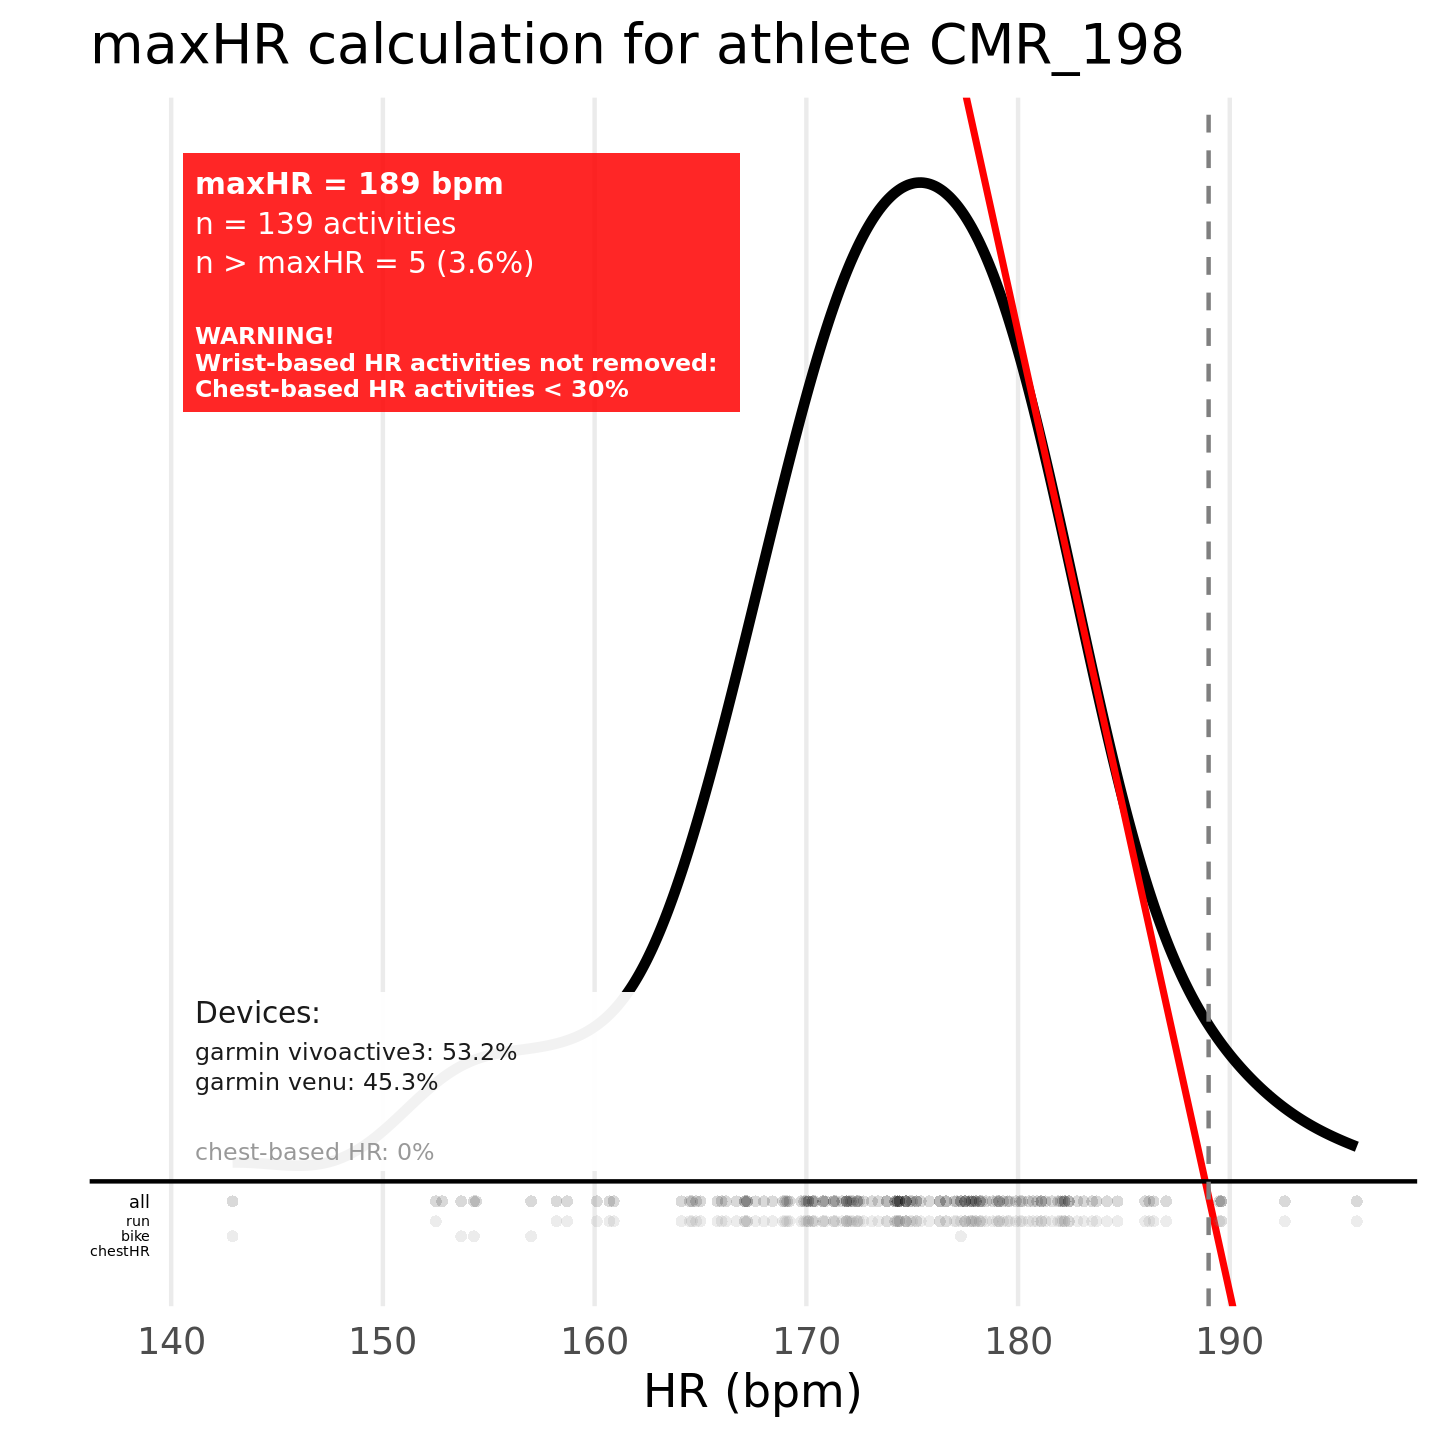 maxHR calculation for athlete CMR_198
maxHR = 189 bpm
n = 139 activities
n > maxHR = 5 (3.6%)
WARNING!
Wrist-based HR activities not removed:
Chest-based HR activities < 30%
Devices:
garmin vivoactive3: 53.2%
garmin venu: 45.3%
chest-based HR: 0%
all
run
bike
chestHR
140 150 160 170 180 190
HR (bpm)